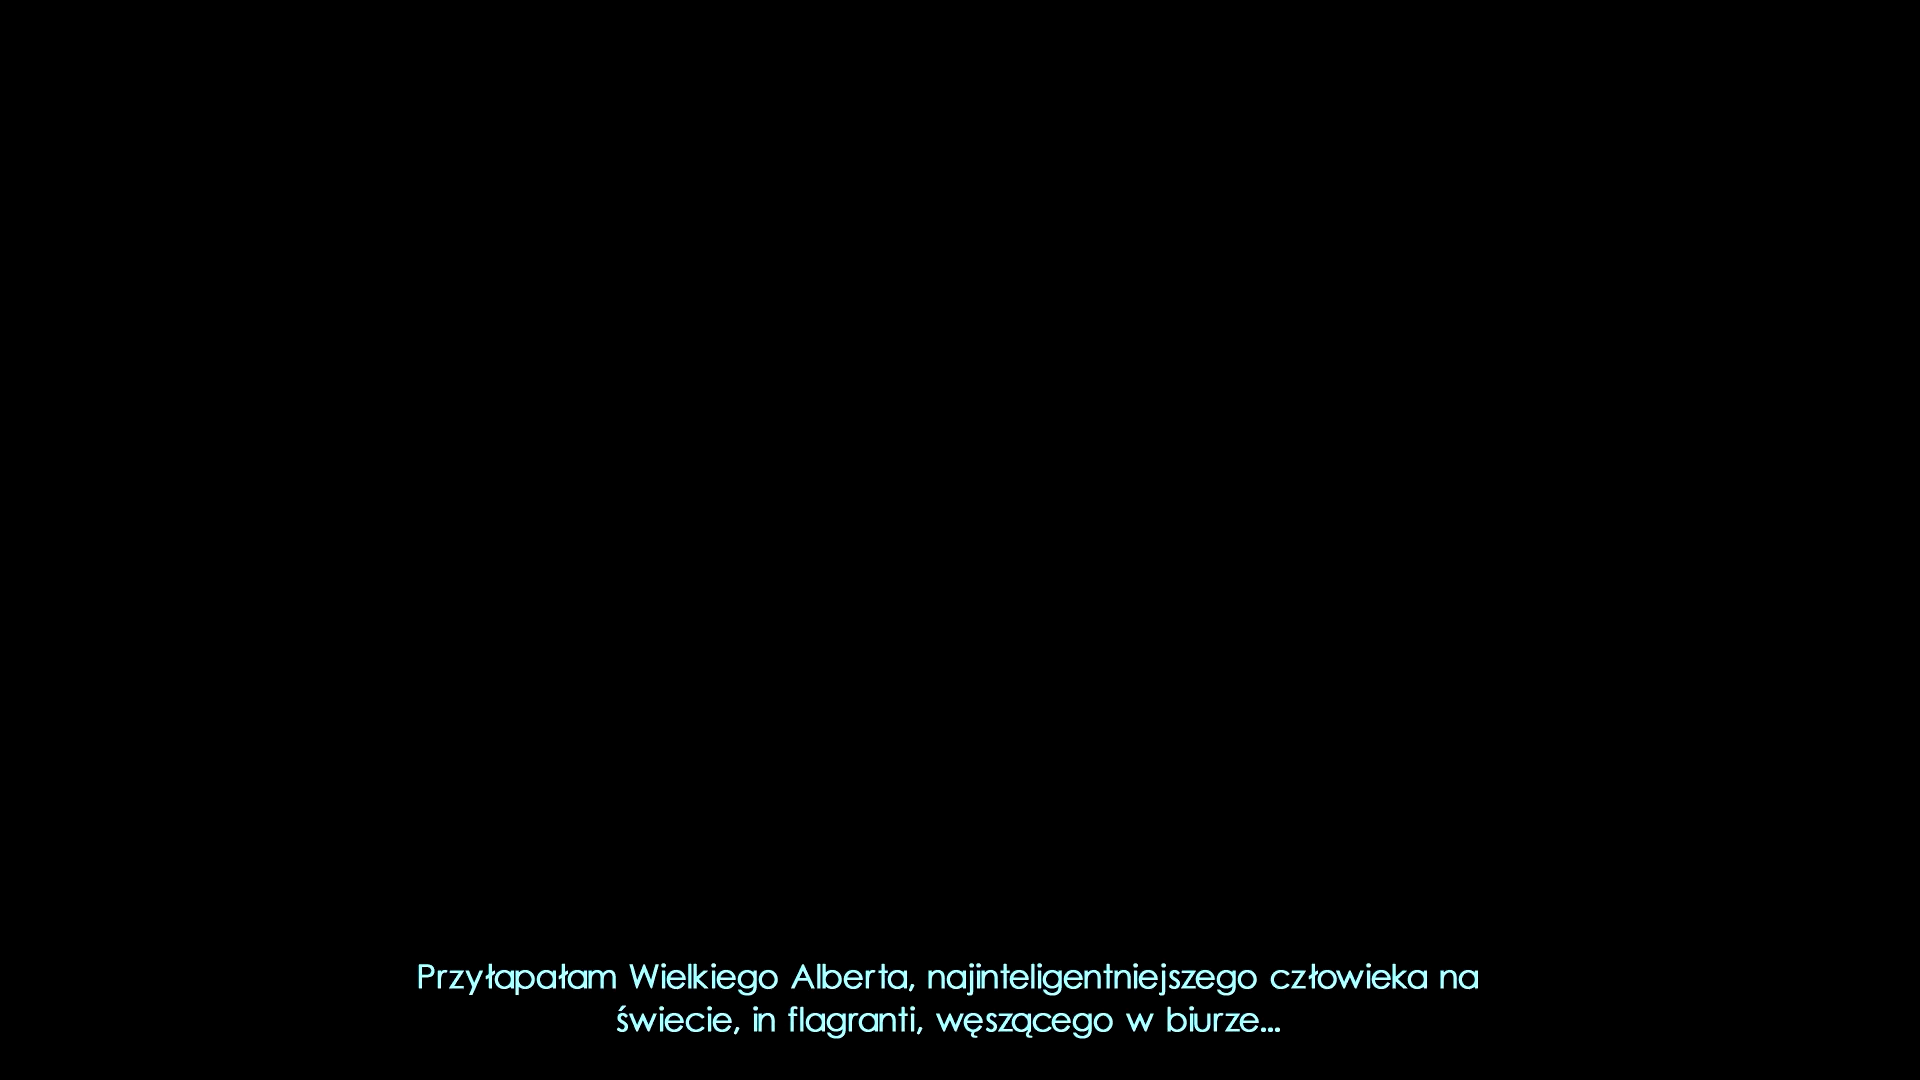 Przyłapałam Wielkiego Alberta, najinteligentniejszego człowieka na
świecie, in flagranti, węszącego w biurze...